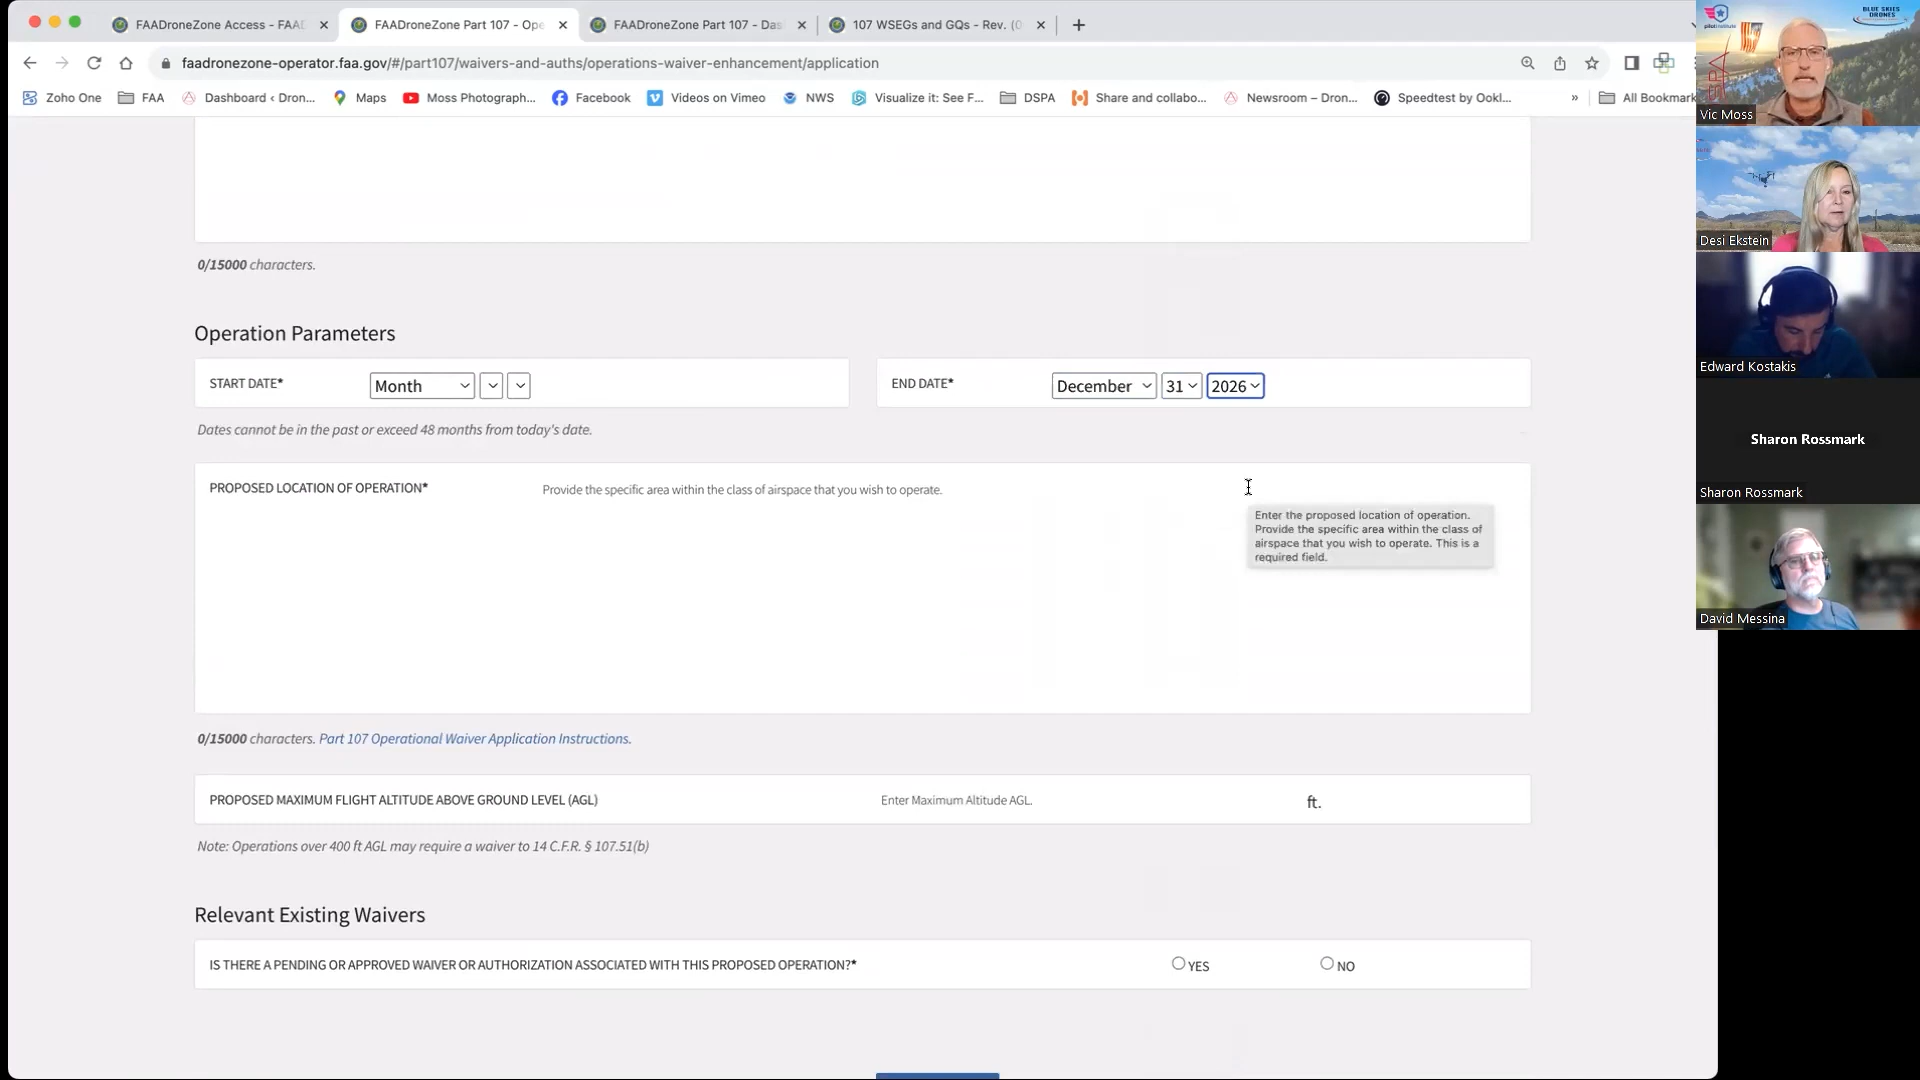 FAADroneZone Access - FAAD
FAADroneZone Part 107 - Ope
FAADroneZone Part 107 - Das
107 WSEGs and GQs - Rev. (0
faadronezone-operator.faa.gov/#/part107/waivers-and-auths/operations-waiver-enhancement/application
Zoho One
FAA
Dashboard ‹ Dron...
Maps
Moss Photograph...
Facebook
Videos on Vimeo
NWS
Visualize it: See F...
DSPA
Share and collabo...
Newsroom – Dron...
Speedtest by Ookl...
»
All Bookmark
BLUE SKIES
DRONES
Vic Moss
Desi Ekstein
Edward Kostakis
Sharon Rossmark
Sharon Rossmark
David Messina
0/15000 characters.
Operation Parameters
START DATE*
Month
END DATE*
December
31
2026
Dates cannot be in the past or exceed 48 months from today's date.
PROPOSED LOCATION OF OPERATION*
Provide the specific area within the class of airspace that you wish to operate.
Enter the proposed location of operation.
Provide the specific area within the class of
airspace that you wish to operate. This is a
required field.
0/15000 characters. Part 107 Operational Waiver Application Instructions.
PROPOSED MAXIMUM FLIGHT ALTITUDE ABOVE GROUND LEVEL (AGL)
Enter Maximum Altitude AGL.
ft.
Note: Operations over 400 ft AGL may require a waiver to 14 C.F.R. § 107.51(b)
Relevant Existing Waivers
IS THERE A PENDING OR APPROVED WAIVER OR AUTHORIZATION ASSOCIATED WITH THIS PROPOSED OPERATION?*
YES
NO